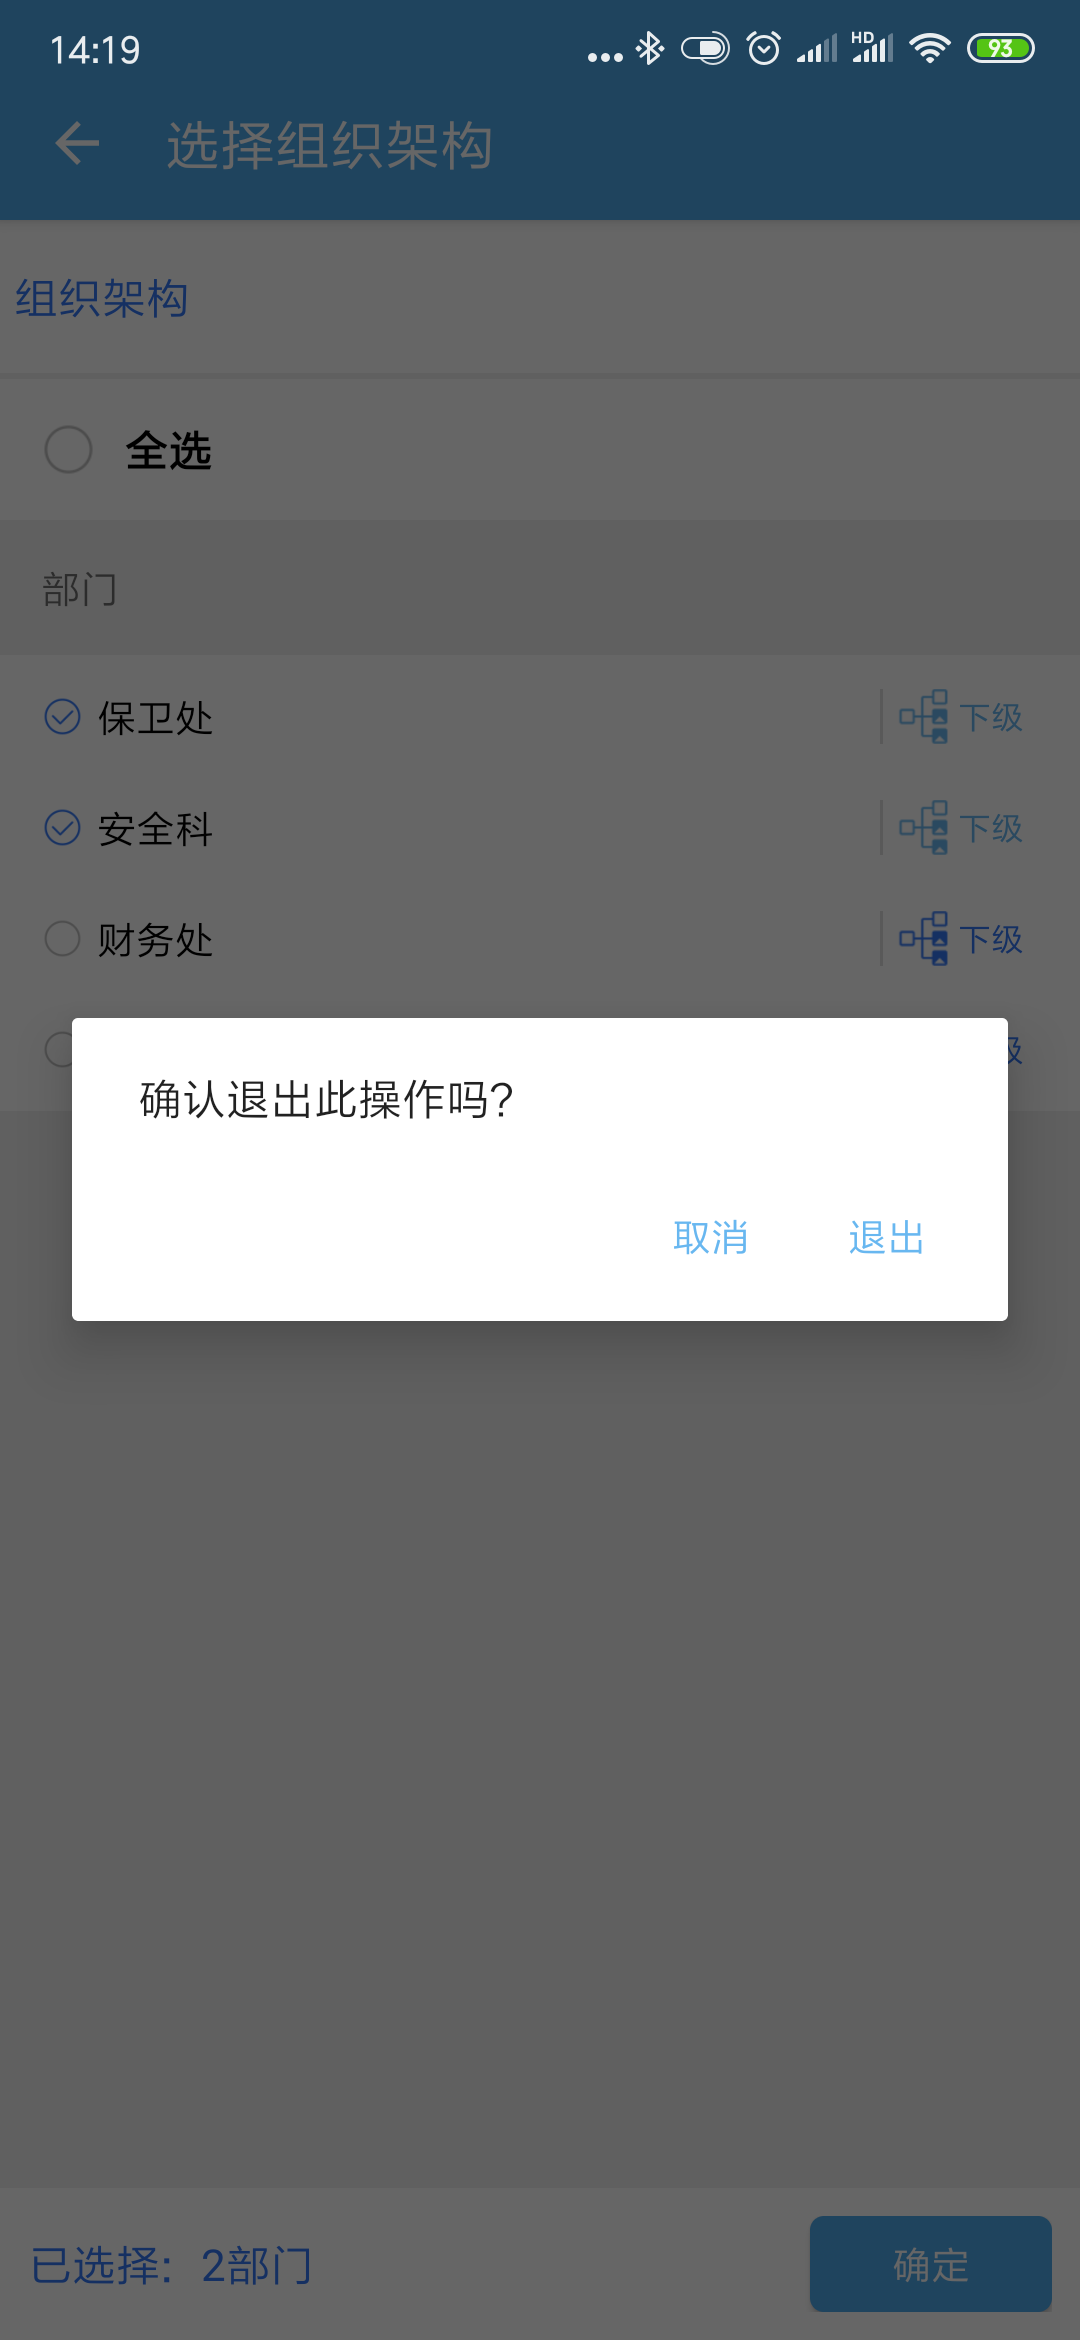 14:19
HD
93
选择组织架构
组织架构
全选
部门
保卫处 下级
安全科 下级
财务处 下级
级
确认退出此操作吗?
取消 退出
已选择: 2部门
确定